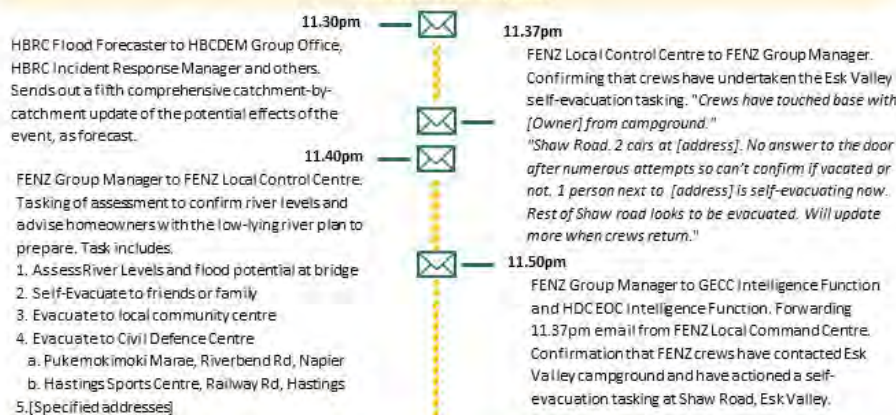 11.30pm
HBRC Flood Forecaster to HBCDEM Group Office,
HBRC Incident Response Manager and others.
Sends out a fifth comprehensive catchment-by-
catchment update of the potential effects of the
event, as forecast.
11.37pm
FENZ Local Control Centre to FENZ Group Manager.
Confirming that crews have undertaken the Esk Valley
self-evacuation tasking. "Crews have touched base with
[Owner] from campground."
"Shaw Road. 2 cars at [address]. No answer to the door
after numerous attempts so can't confirm if vacated or
not. 1 person next to [address] is self-evacuating now.
Rest of Shaw road looks to be evacuated. Will update
more when crews return."
11.40pm
FENZ Group Manager to FENZ Local Control Centre.
Tasking of assessment to confirm river levels and
advise homeowners with the low-lying river plan to
prepare. Task includes.
1. Assess River Levels and flood potential at bridge
2. Self-Evacuate to friends or family
3. Evacuate to local community centre
4. Evacuate to Civil Defence Centre
a. Pukemokimoki Marae, Riverbend Rd, Napier
b. Hastings Sports Centre, Railway Rd, Hastings
5.[Specified addresses]
11.50pm
FENZ Group Manager to GECC Intelligence Function
and HDC EOC Intelligence Function. Forwarding
11.37pm email from FENZ Local Command Centre.
Confirmation that FENZ crews have contacted Esk
Valley campground and have actioned a self-
evacuation tasking at Shaw Road, Esk Valley.